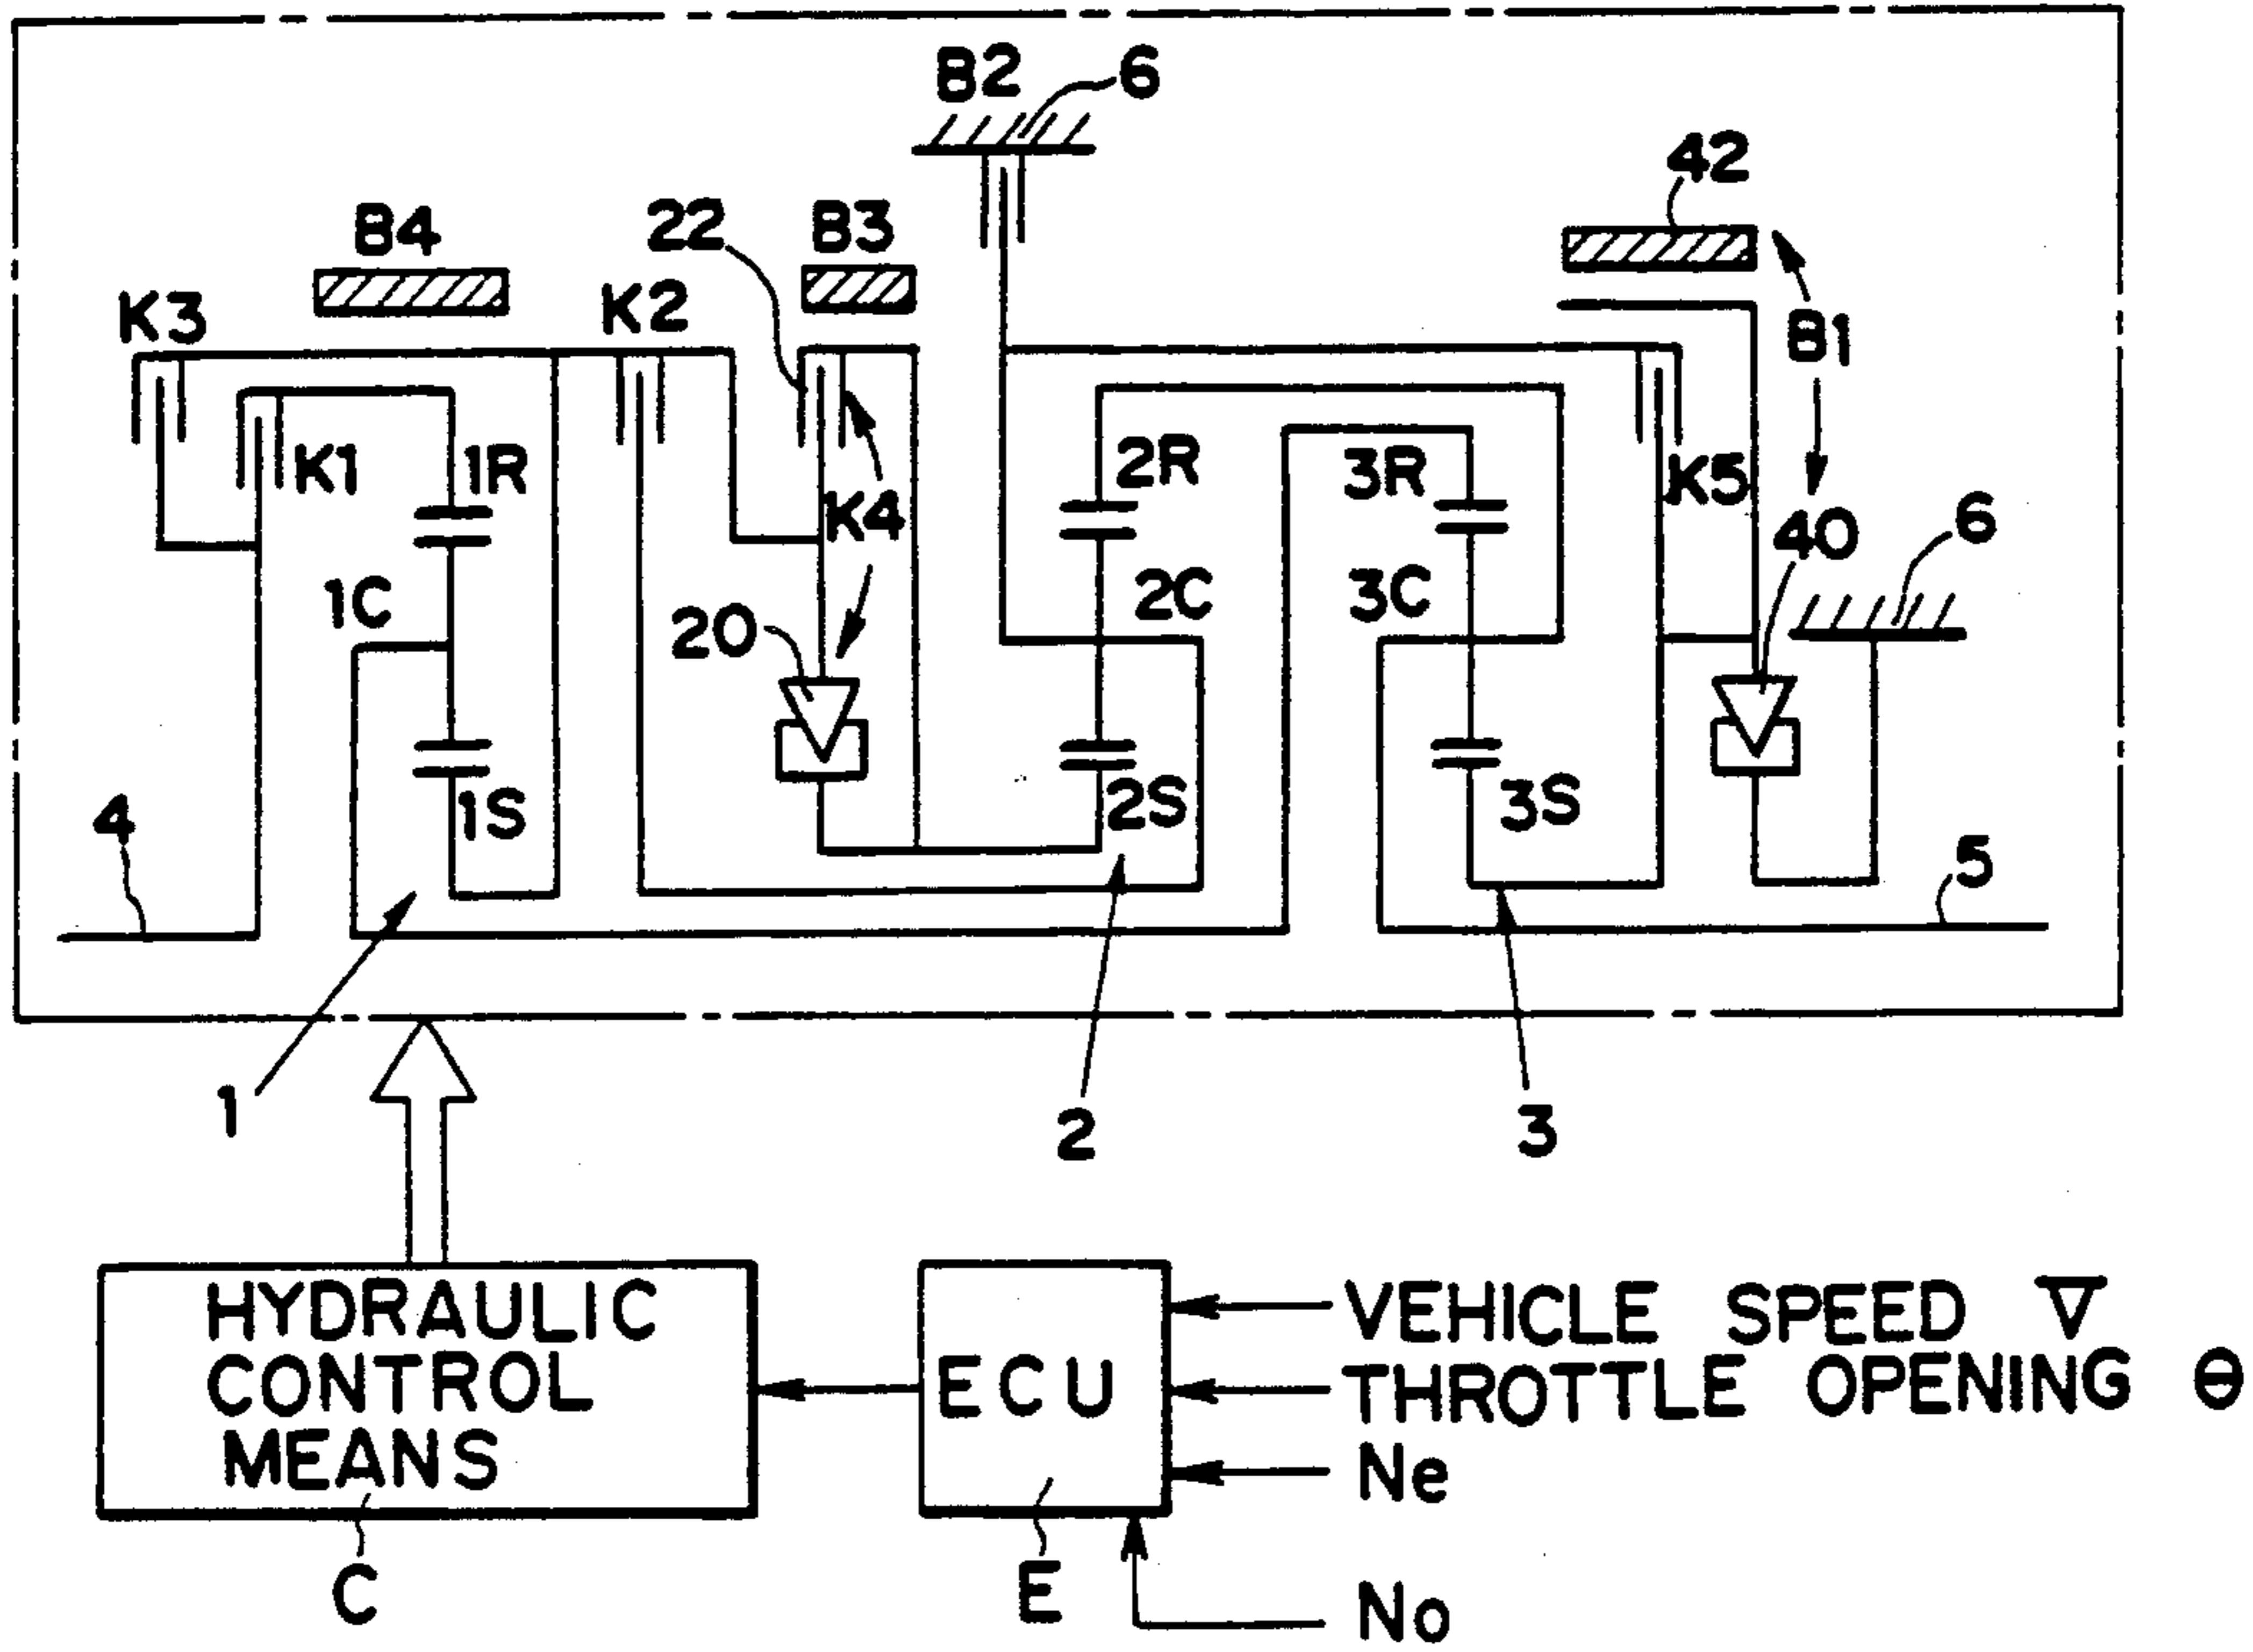 B2
6
42
B4
22
B3
K3
K2
B1
K1
1R
2R
3R
K5
K4
40
6
1C
20
2C
3C
4
1S
2S
3S
5
1
2
3
HYDRAULIC
CONTROL
MEANS
ECU
VEHICLE SPEED V
THROTTLE OPENING θ
Ne
C
E
No